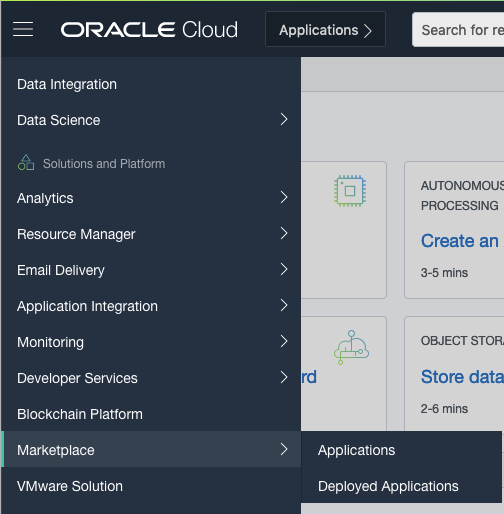 ORACLE Cloud
Applications
Search for re
Data Integration
Data Science
Solutions and Platform
Analytics
Resource Manager
Email Delivery
Application Integration
Monitoring
Developer Services
Blockchain Platform
Marketplace
VMware Solution
Applications
Deployed Applications
AUTONOMOUS
PROCESSING
Create an
3-5 mins
rd
OBJECT STORA
Store data
2-6 mins